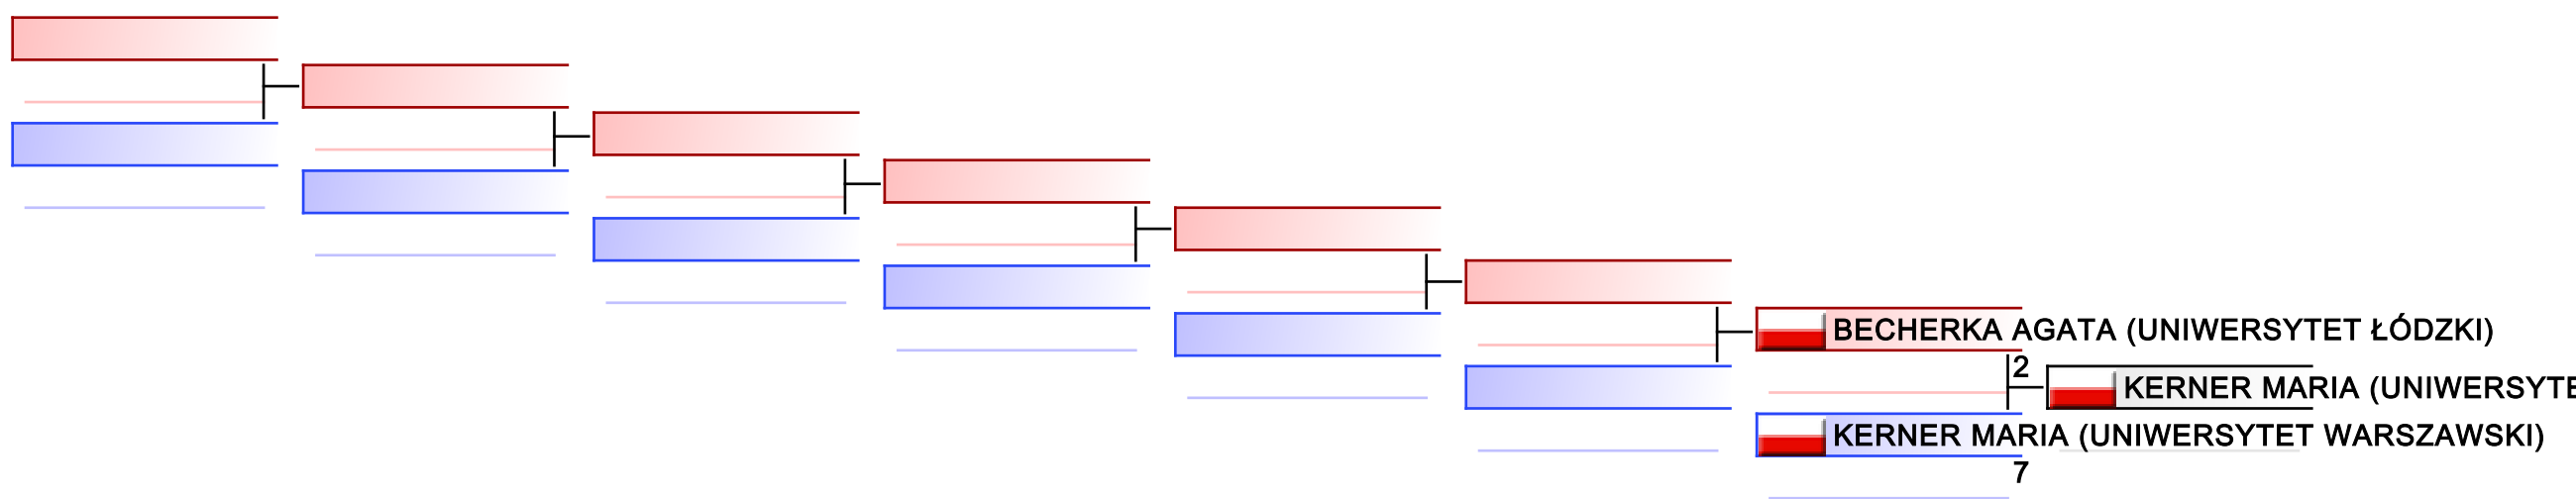 BECHERKA AGATA (UNIWERSYTET ŁÓDZKI)
2
KERNER MARIA (UNIWERSYTE
KERNER MARIA (UNIWERSYTET WARSZAWSKI)
7